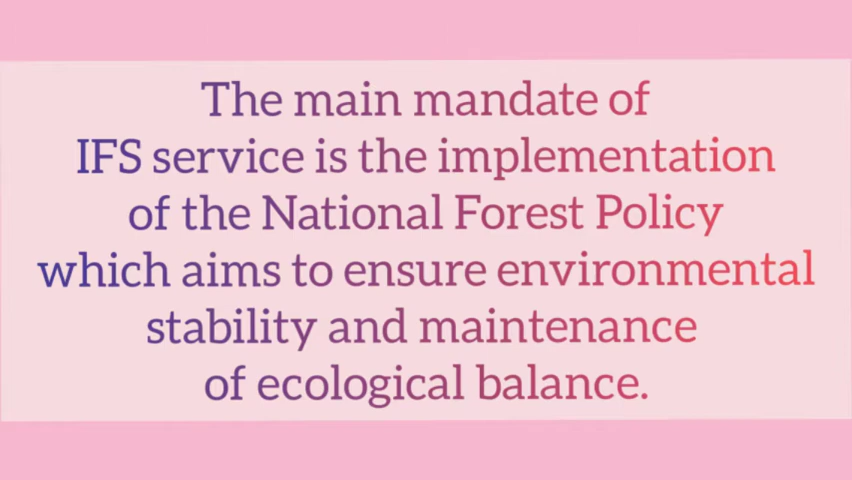 The main mandate of
IFS service is the implementation
of the National Forest Policy
which aims to ensure environmental
stability and maintenance
of ecological balance.